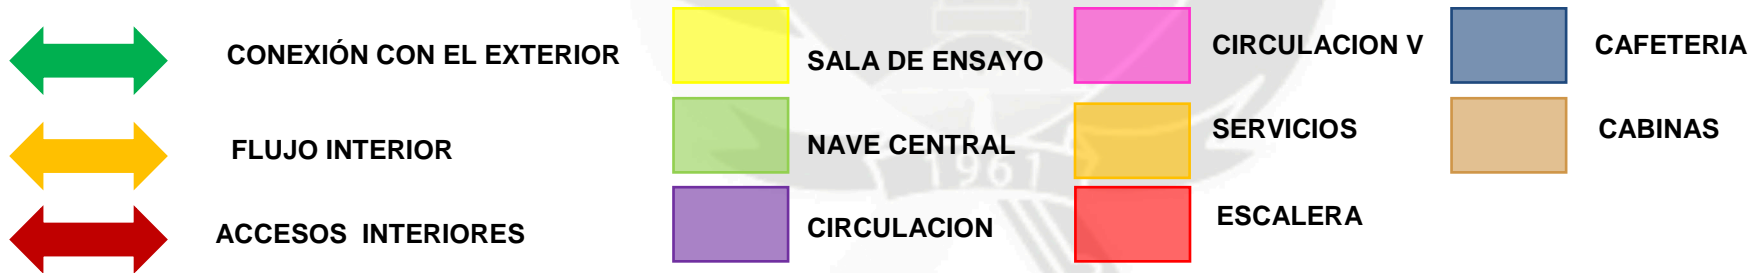 CONEXIÓN CON EL EXTERIOR
FLUJO INTERIOR
ACCESOS INTERIORES
SALA DE ENSAYO
NAVE CENTRAL
CIRCULACION
CIRCULACION V
SERVICIOS
ESCALERA
CAFETERIA
CABINAS
1961